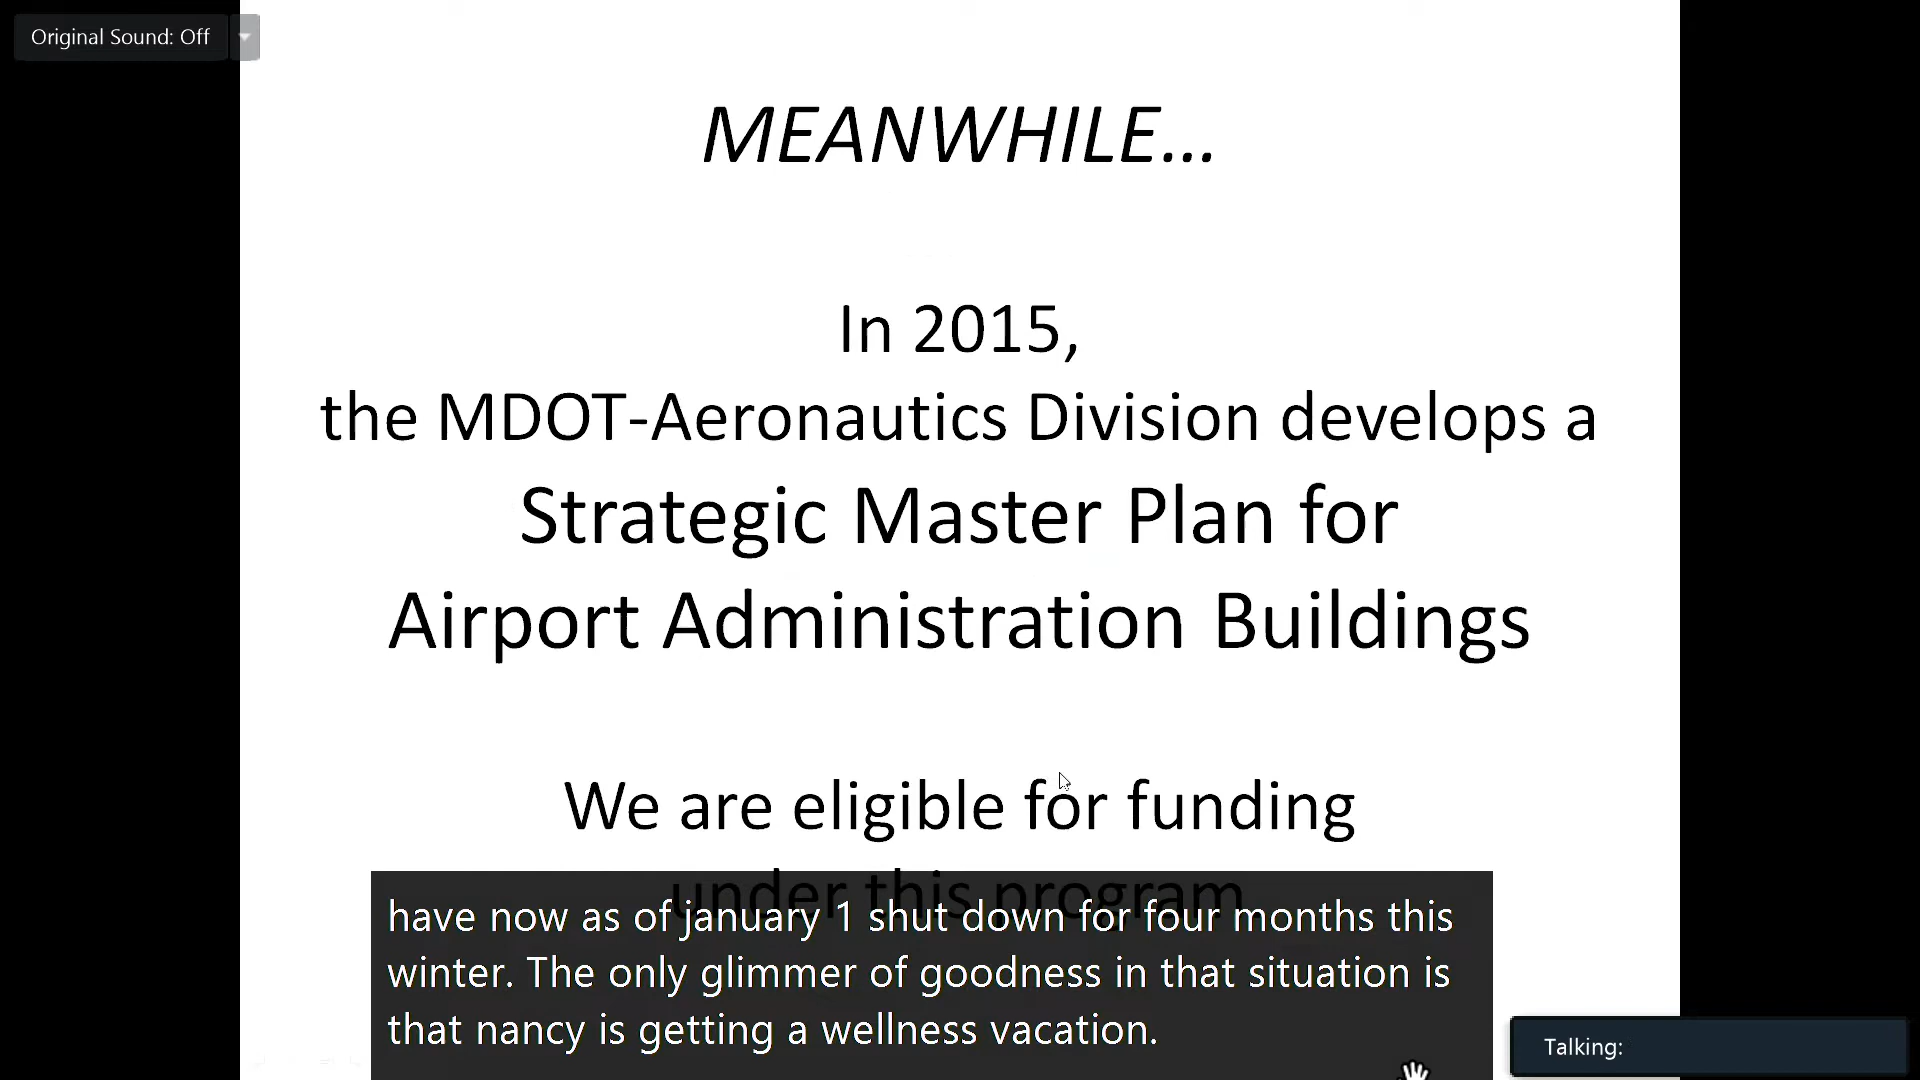 Original Sound: Off
MEANWHILE...
In 2015,
the MDOT-Aeronautics Division develops a
Strategic Master Plan for
Airport Administration Buildings
We are eligible for funding
under this program
have now as of january 1 shut down for four months this
winter. The only glimmer of goodness in that situation is
that nancy is getting a wellness vacation.
Talking: